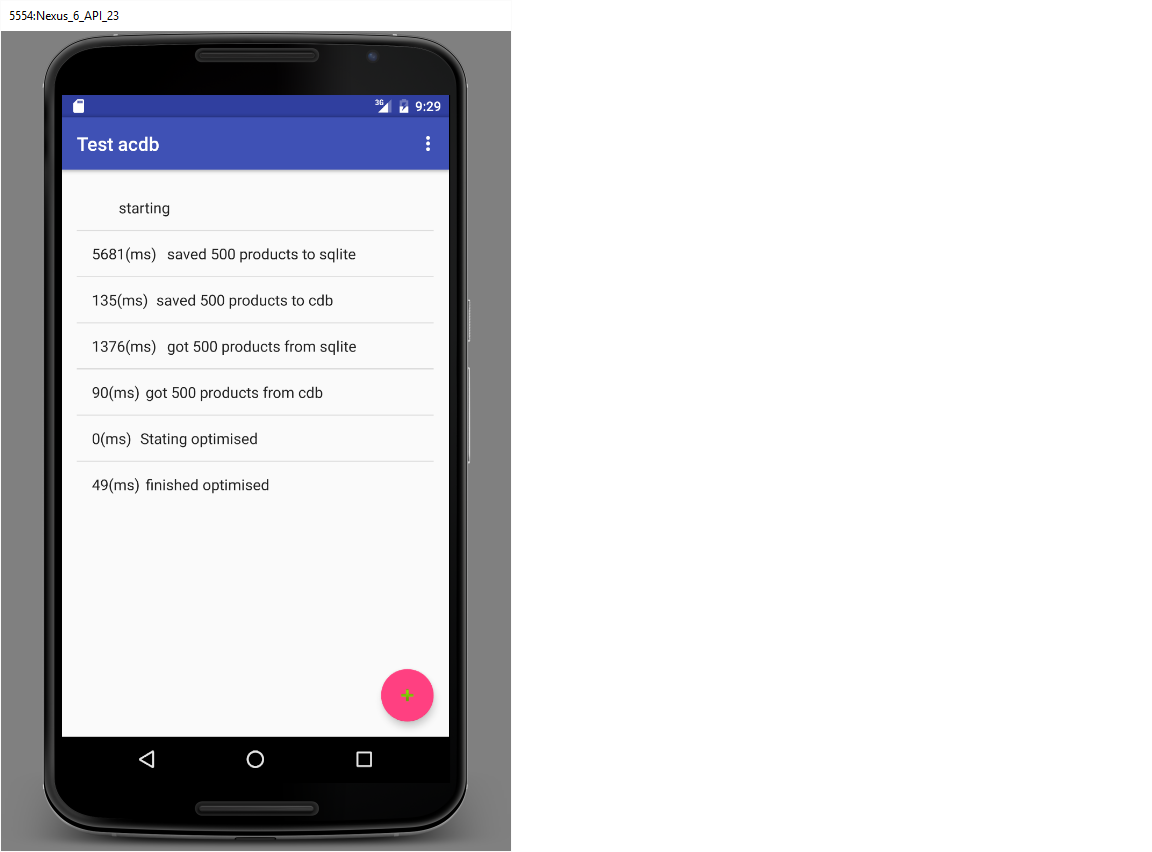 5554:Nexus_6_API_23
3G 9:29
Test acdb
starting
5681(ms) saved 500 products to sqlite
135(ms) saved 500 products to cdb
1376(ms) got 500 products from sqlite
90(ms) got 500 products from cdb
0(ms) Stating optimised
49(ms) finished optimised